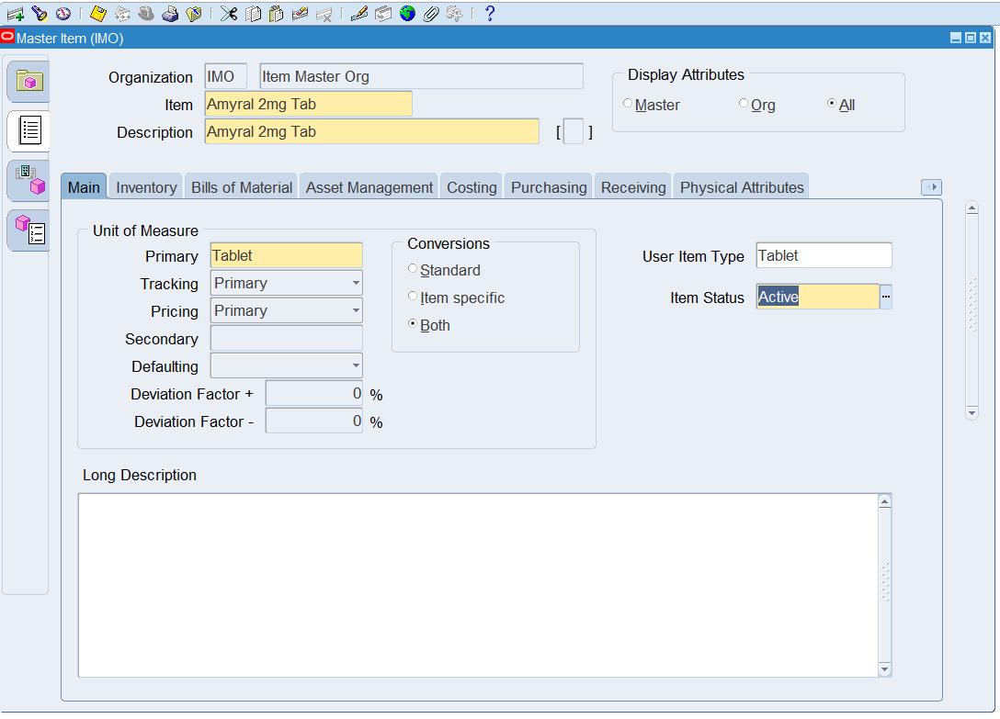 Master Item (IMO)
Organization IMO Item Master Org
Item Amyral 2mg Tab
Description Amyral 2mg Tab [ ]
Display Attributes
Master Org All
Main Inventory Bills of Material Asset Management Costing Purchasing Receiving Physical Attributes
Unit of Measure
Primary Tablet
Tracking Primary
Pricing Primary
Secondary
Defaulting
Deviation Factor + 0 %
Deviation Factor - 0 %
Conversions
Standard
Item specific
Both
User Item Type Tablet
Item Status Active ...
Long Description